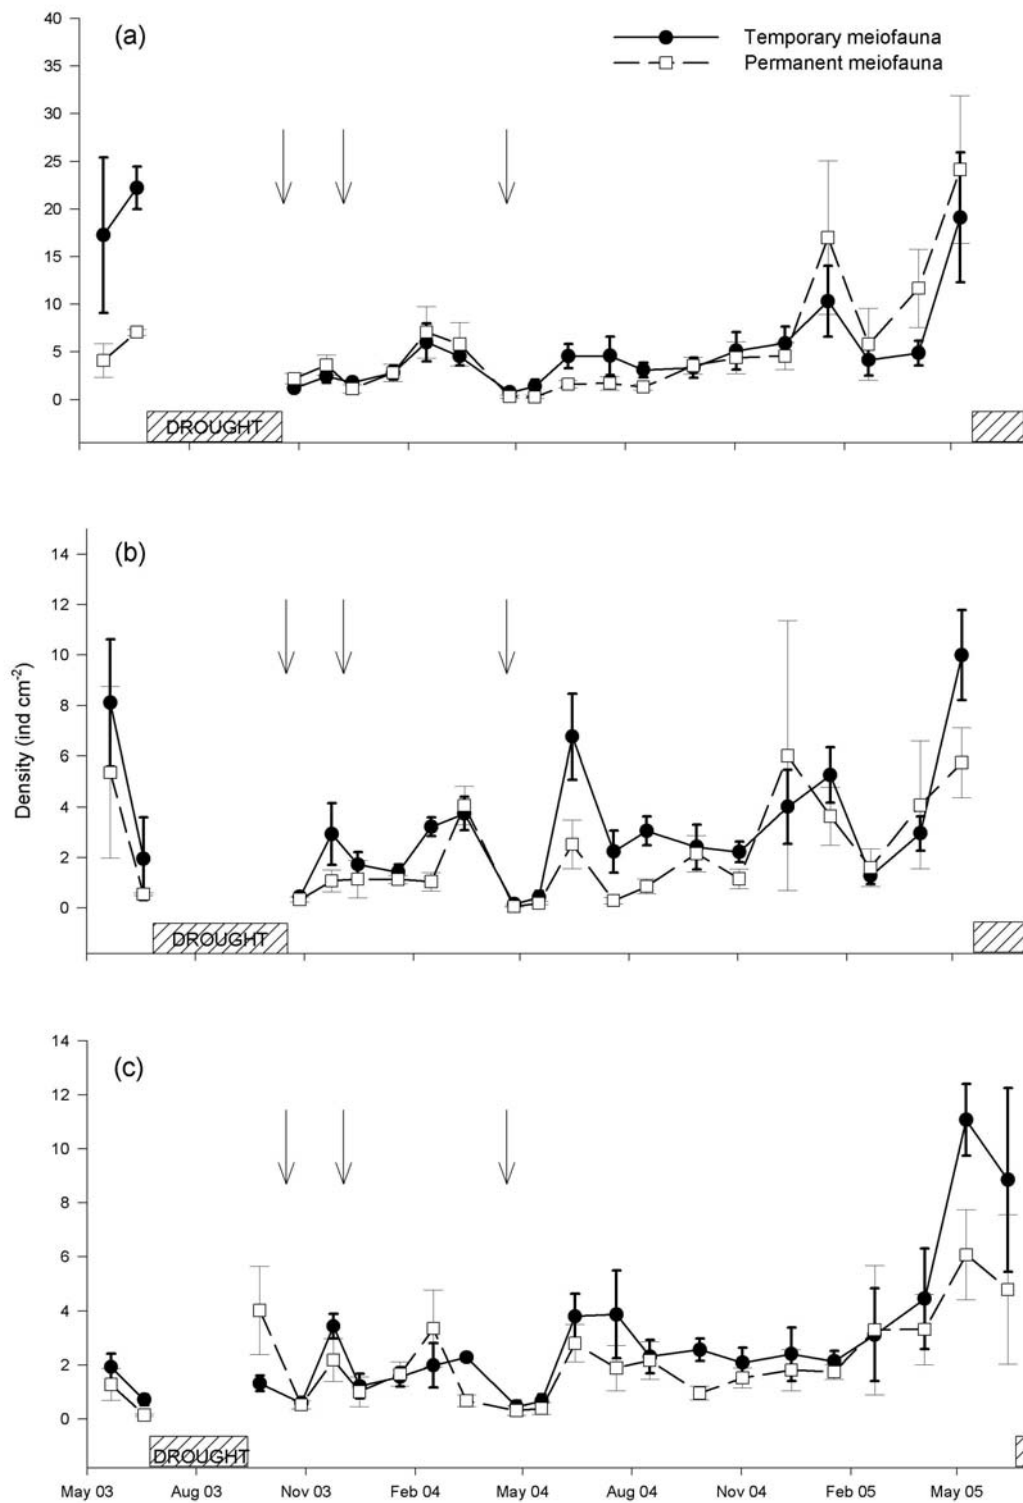 (a)
Temporary meiofauna
Permanent meiofauna
40
35
30
25
20
15
10
5
0
DROUGHT
(b)
14
12
10
8
6
4
2
0
Density (ind cm-2)
DROUGHT
(c)
14
12
10
8
6
4
2
0
DROUGHT
May 03 Aug 03 Nov 03 Feb 04 May 04 Aug 04 Nov 04 Feb 05 May 05